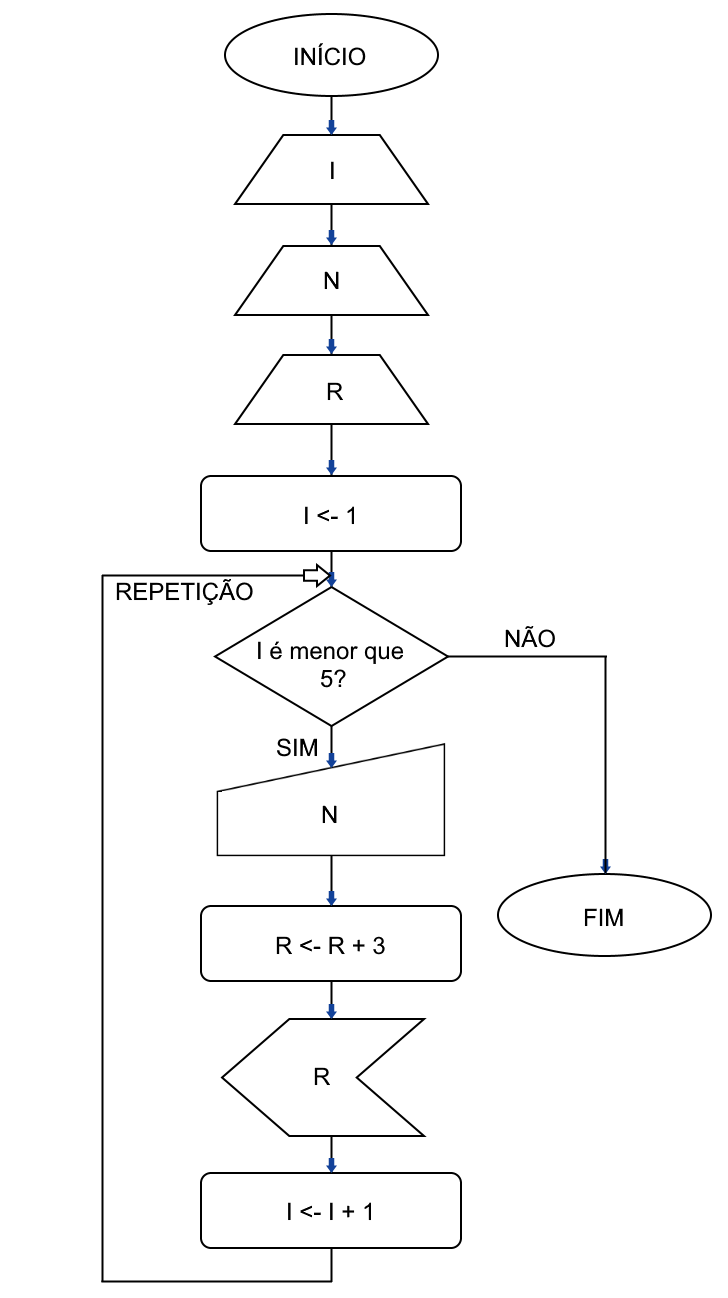 INÍCIO
I
N
R
I <- 1
REPETIÇÃO
I é menor que
5?
NÃO
SIM
N
R <- R + 3
FIM
R
I <- I + 1